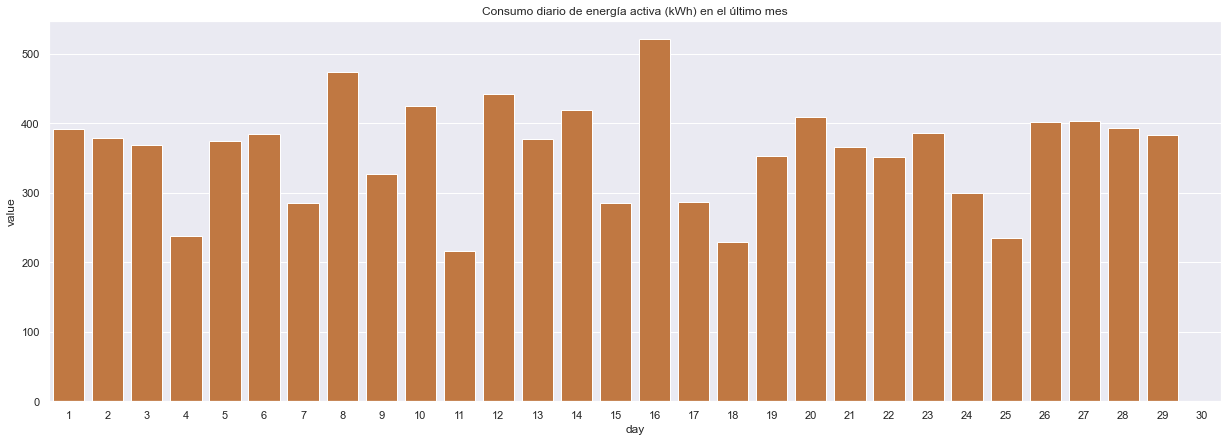 Consumo diario de energía activa (kWh) en el último mes
500
400
300
200
100
0
value
1 2 3 4 5 6 7 8 9 10 11 12 13 14 15 16 17 18 19 20 21 22 23 24 25 26 27 28 29 30
day